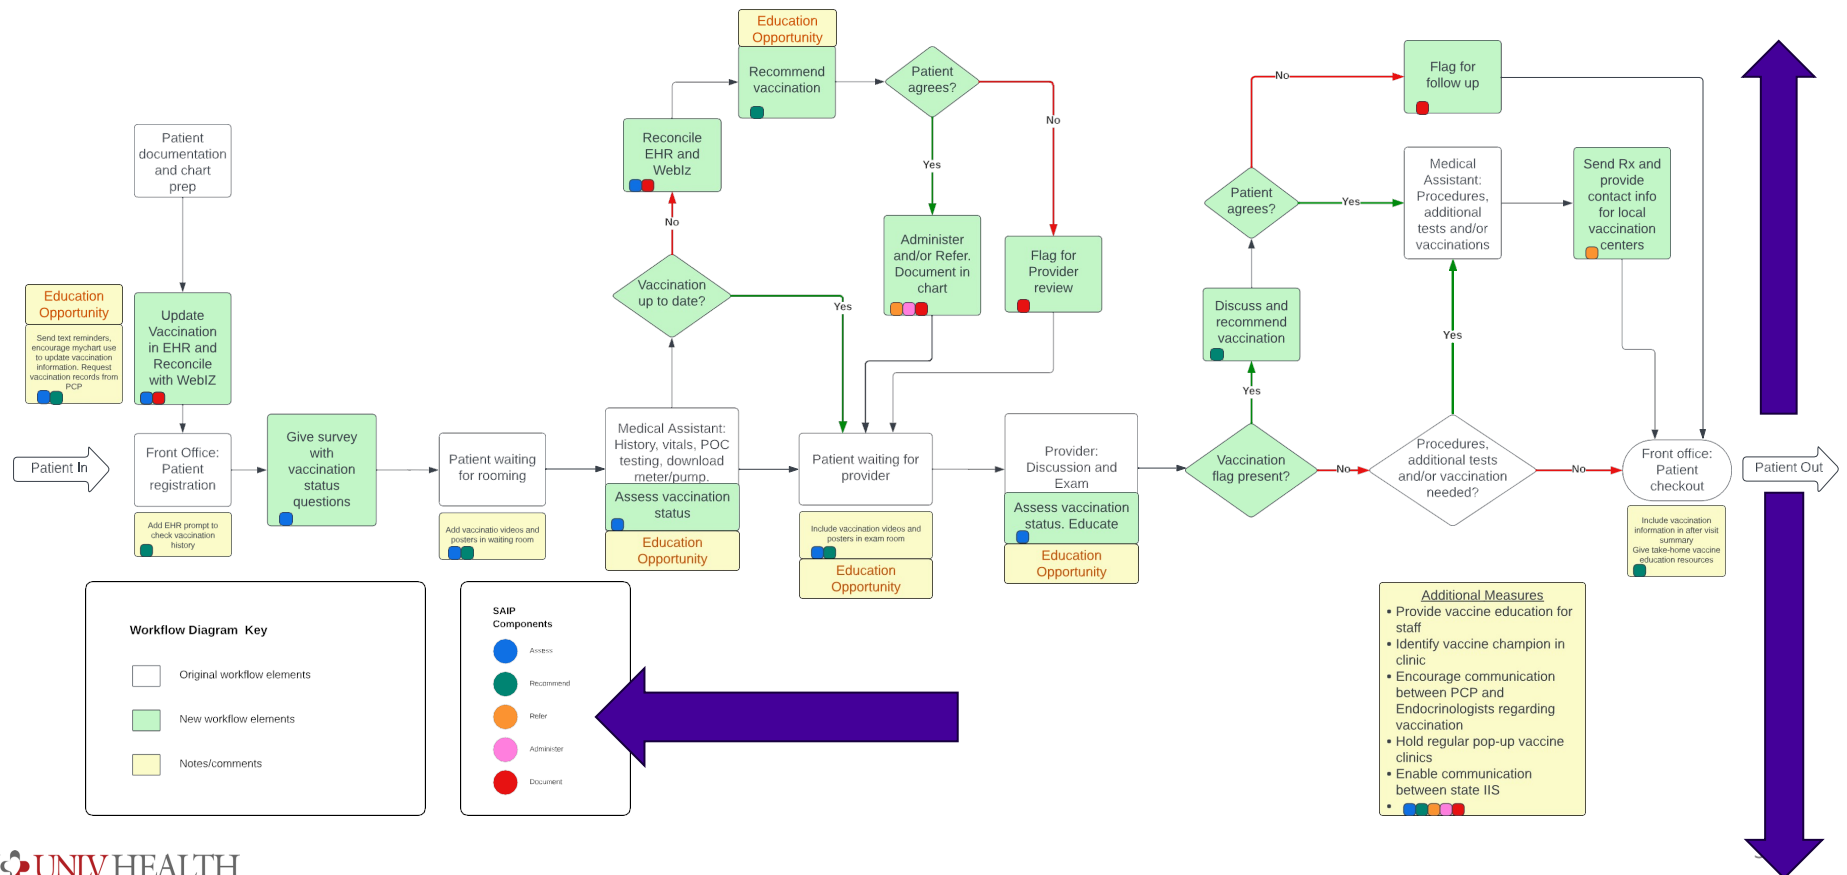 Education
Opportunity
Recommend
vaccination
Patient
agrees?
No
Yes
Reconcile
EHR and
WebIz
No
Vaccination
up to date?
Yes
Administer
and/or Refer.
Document in
chart
Flag for
Provider
review
Patient
documentation
and chart
prep
Education
Opportunity
Send text reminders,
encourage mychart use
to update vaccination
information. Request
vaccination records from
PCP
Update
Vaccination
in EHR and
Reconcile
with WebIZ
Patient In
Front Office:
Patient
registration
Add EHR prompt to
check vaccination
history
Give survey
with
vaccination
status
questions
Patient waiting
for rooming
Add vaccinatio videos and
posters in waiting room
Medical Assistant:
History, vitals, POC
testing, download
meter/pump.
Assess vaccination
status
Education
Opportunity
Patient waiting for
provider
Include vaccination videos and
posters in exam room
Education
Opportunity
Provider:
Discussion and
Exam
Assess vaccination
status. Educate
Education
Opportunity
Vaccination
flag present?
Yes
No
Discuss and
recommend
vaccination
Patient
agrees?
No
Yes
Flag for
follow up
Medical
Assistant:
Procedures,
additional
tests and/or
vaccinations
Send Rx and
provide
contact info
for local
vaccination
centers
Yes
Procedures,
additional tests
and/or vaccination
needed?
No
Front office:
Patient
checkout
Patient Out
Include vaccination
information in after visit
summary
Give take-home vaccine
education resources
Workflow Diagram Key
Original workflow elements
New workflow elements
Notes/comments
SAIP
Components
Assess
Recommend
Refer
Administer
Document
Additional Measures
• Provide vaccine education for
staff
• Identify vaccine champion in
clinic
• Encourage communication
between PCP and
Endocrinologists regarding
vaccination
• Hold regular pop-up vaccine
clinics
• Enable communication
between state IIS
•
UNIV HEALTH